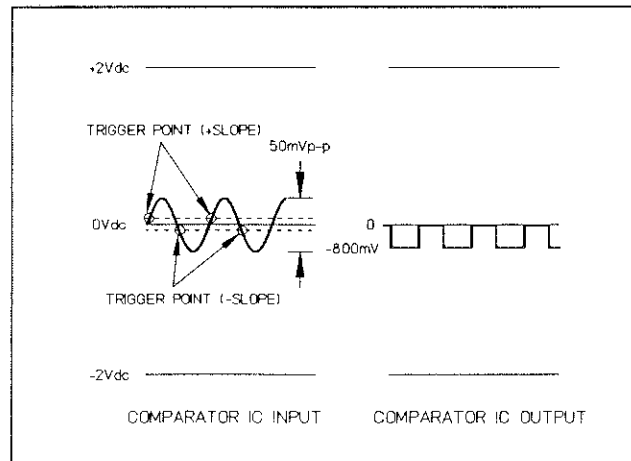 +2Vdc
TRIGGER POINT (+SLOPE)
50mVp-p
0Vdc
0
-800mV
TRIGGER POINT (-SLOPE)
-2Vdc
COMPARATOR IC INPUT
COMPARATOR IC OUTPUT